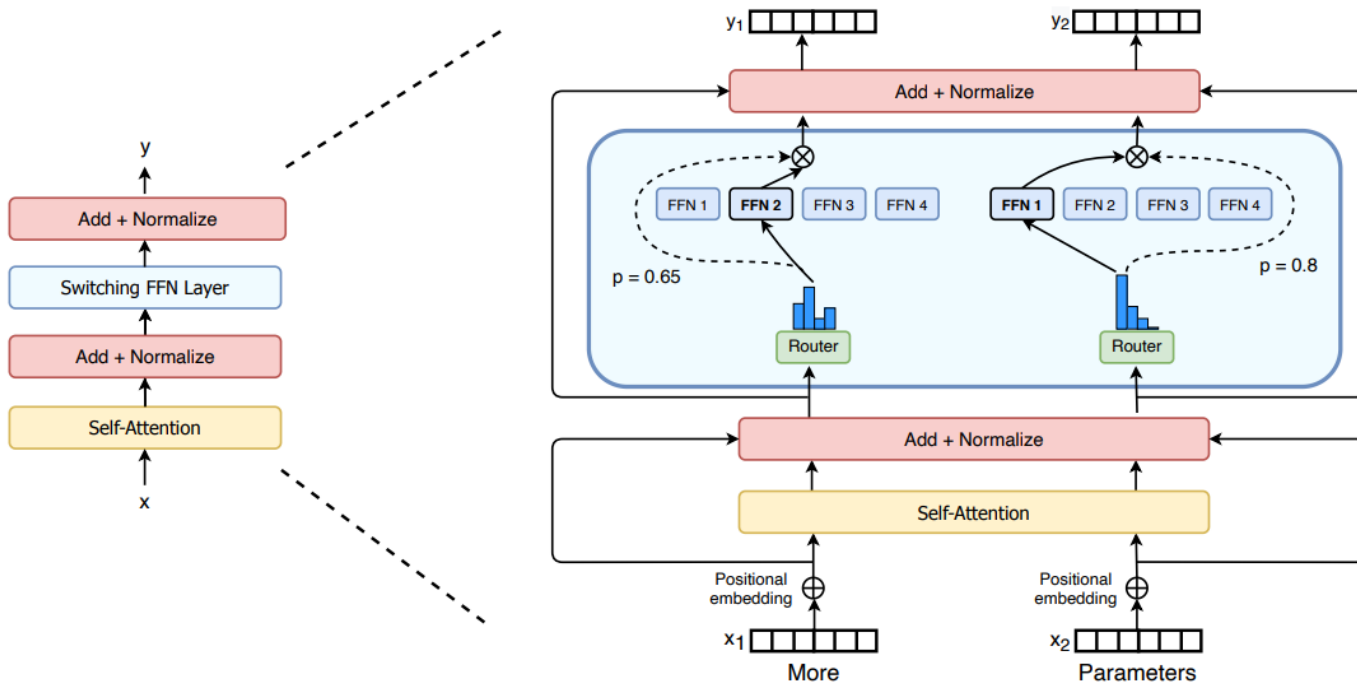 y
Add + Normalize
Switching FFN Layer
Add + Normalize
Self-Attention
x
y1
y2
Add + Normalize
FFN 1
FFN 2
FFN 3
FFN 4
FFN 1
FFN 2
FFN 3
FFN 4
p = 0.65
p = 0.8
Router
Router
Add + Normalize
Self-Attention
Positional
embedding
Positional
embedding
x1
x2
More
Parameters